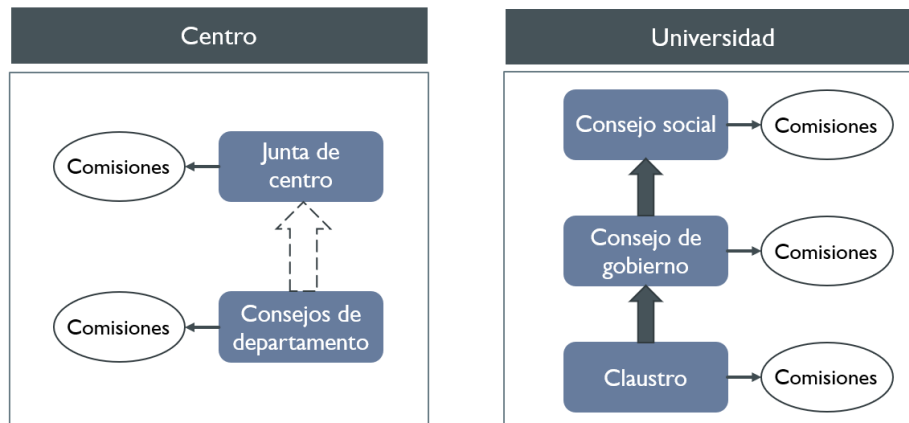 Centro
Comisiones
Junta de
centro
Comisiones
Consejos de
departamento
Universidad
Consejo social
Comisiones
Consejo de
gobierno
Comisiones
Claustro
Comisiones